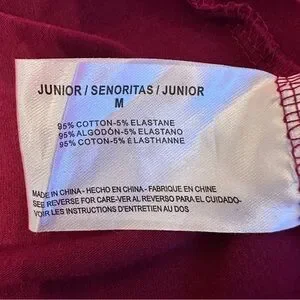 JUNIOR / SENORITAS / JUNIOR
M
95% COTTON-5% ELASTANE
95% ALGODÓN-5% ELASTANO
95% COTON-5% ELASTHANNE
MADE IN CHINA - HECHO EN CHINA - FABRIQUE EN CHINE
SEE REVERSE FOR CARE-VER AL REVERSO PARA EL CUIDADO-
VOIR LES INSTRUCTIONS D'ENTRETIEN AU DOS